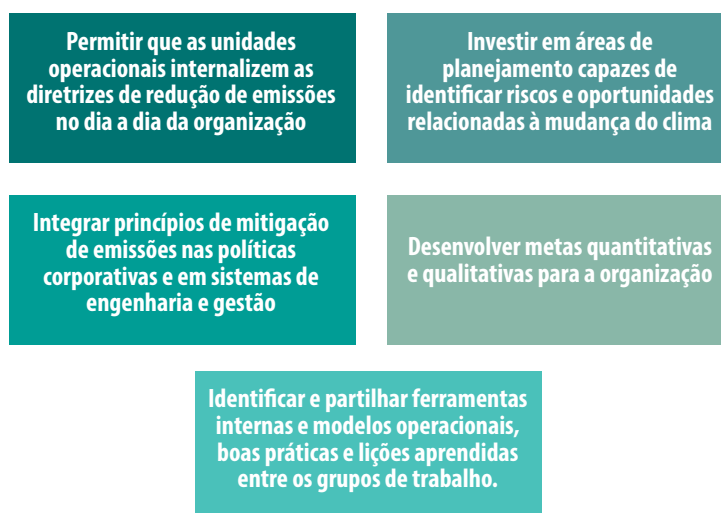 Permitir que as unidades
operacionais internalizem as
diretrizes de redução de emissões
no dia a dia da organização
Investir em áreas de
planejamento capazes de
identificar riscos e oportunidades
relacionadas à mudança do clima
Integrar princípios de mitigação
de emissões nas políticas
corporativas e em sistemas de
engenharia e gestão
Desenvolver metas quantitativas
e qualitativas para a organização
Identificar e partilhar ferramentas
internas e modelos operacionais,
boas práticas e lições aprendidas
entre os grupos de trabalho.